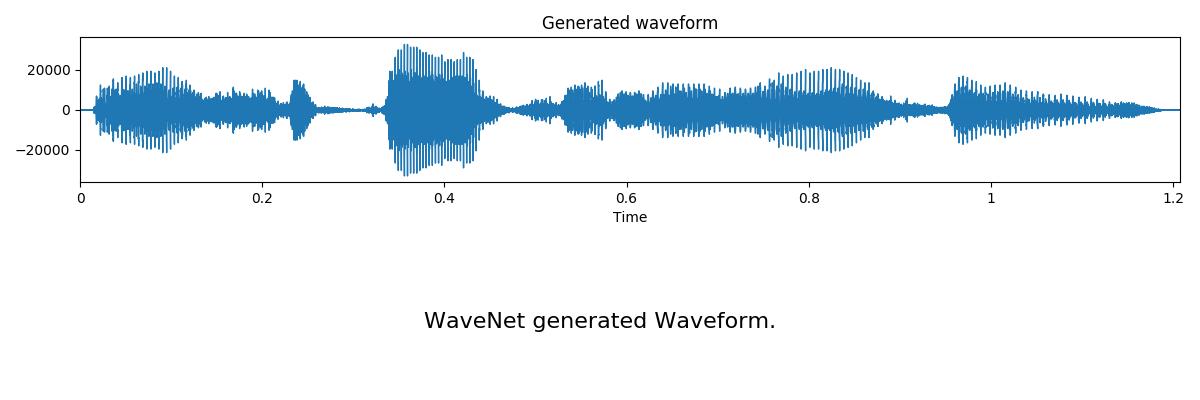 Generated waveform
20000
0
−20000
0 0.2 0.4 0.6 0.8 1 1.2
Time
WaveNet generated Waveform.